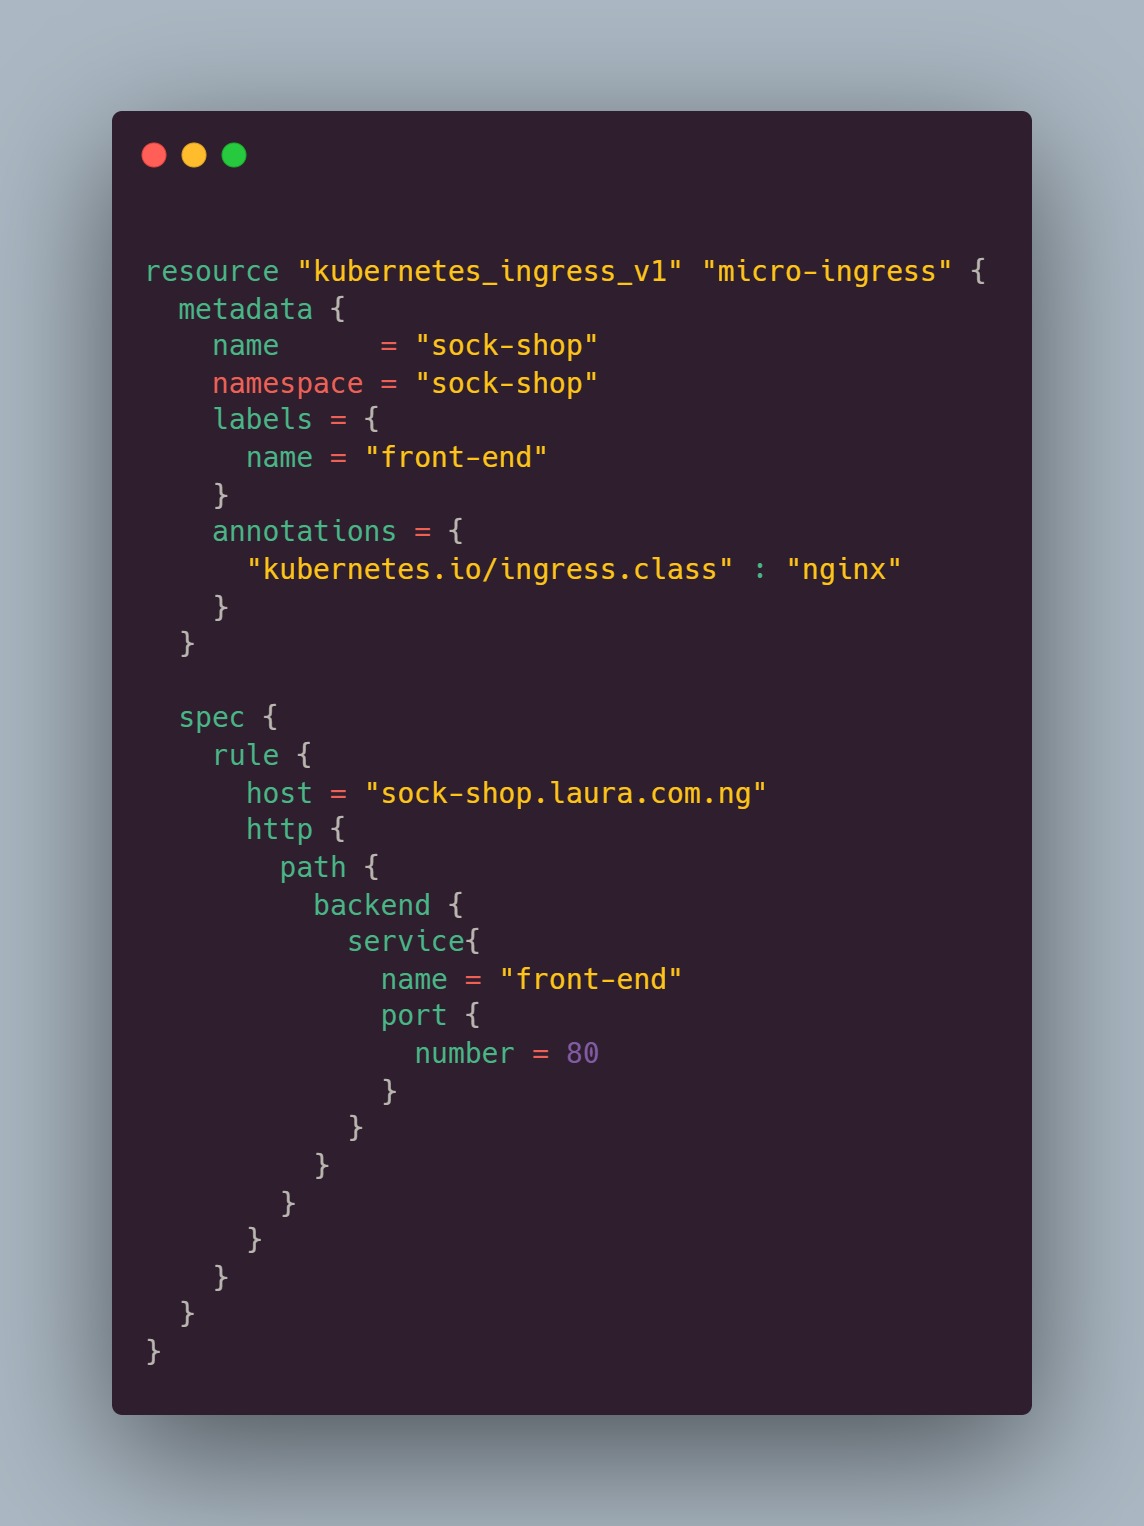 resource "kubernetes_ingress_v1" "micro-ingress" {
  metadata {
    name      = "sock-shop"
    namespace = "sock-shop"
    labels = {
      name = "front-end"
    }
    annotations = {
      "kubernetes.io/ingress.class" : "nginx"
    }
  }

  spec {
    rule {
      host = "sock-shop.laura.com.ng"
      http {
        path {
          backend {
            service{
              name = "front-end"
              port {
                number = 80
              }
            }
          }
        }
      }
    }
  }
}